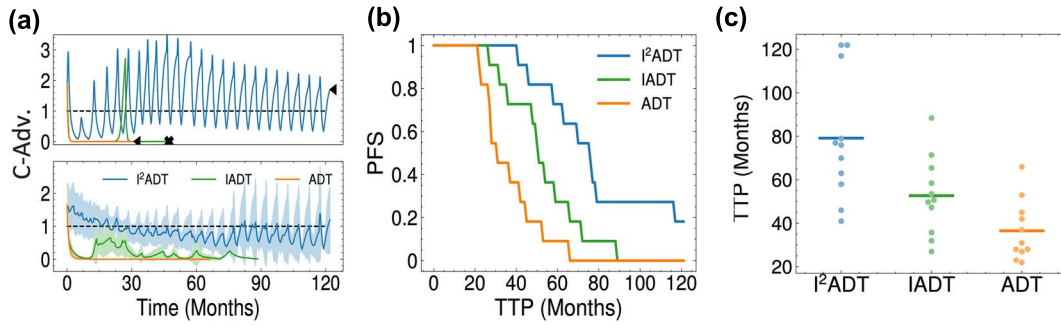 (a)
C-Adv.
3
2
1
0
I²ADT IADT ADT
2
1
0
0 30 60 90 120
Time (Months)
(b)
PFS
1
0.8
0.6
0.4
0.2
0
I²ADT
IADT
ADT
0 20 40 60 80 100 120
TTP (Months)
(c)
TTP (Months)
120
100
80
60
40
20
I²ADT IADT ADT